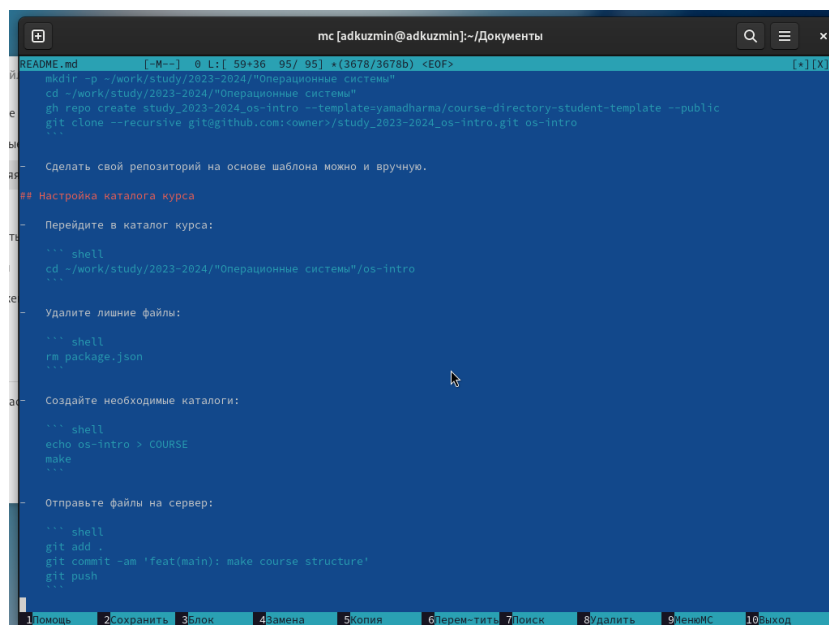 mc [adkuzmin@adkuzmin]:~/Документы
README.md [-M--] 0 L:[ 59+36 95/ 95] *(3678/3678b) <EOF> [*][X]
mkdir -p ~/work/study/2023-2024/"Операционные системы"
cd ~/work/study/2023-2024/"Операционные системы"
gh repo create study_2023-2024_os-intro --template=yamadharma/course-directory-student-template --public
git clone --recursive git@github.com:<owner>/study_2023-2024_os-intro.git os-intro
```
- Сделать свой репозиторий на основе шаблона можно и вручную.
## Настройка каталога курса
- Перейдите в каталог курса:
``` shell
cd ~/work/study/2023-2024/"Операционные системы"/os-intro
```
- Удалите лишние файлы:
``` shell
rm package.json
```
- Создайте необходимые каталоги:
``` shell
echo os-intro > COURSE
make
```
- Отправьте файлы на сервер:
``` shell
git add .
git commit -am 'feat(main): make course structure'
git push
```
1Помощь 2Сохранить 3Блок 4Замена 5Копия 6Перем~тить 7Поиск 8Удалить 9МенюMC 10Выход